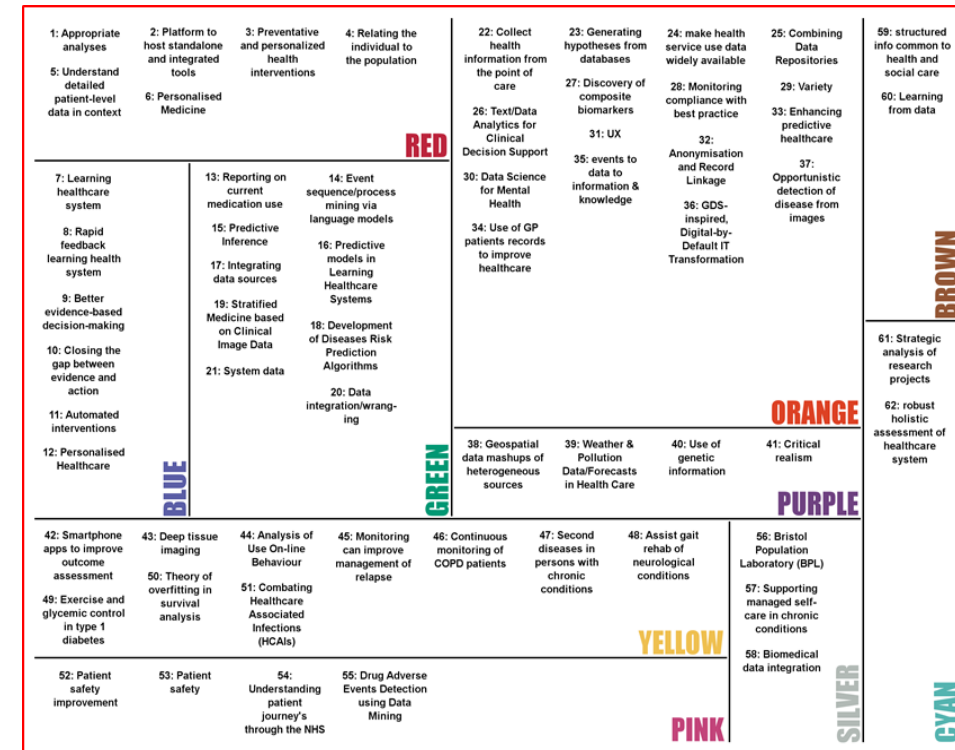 1: Appropriate
analyses
5: Understand
detailed
patient-level
data in context
2: Platform to
host standalone
and integrated
tools
6: Personalised
Medicine
3: Preventative
and personalized
health
interventions
4: Relating the
individual to
the population
RED
7: Learning
healthcare
system
8: Rapid
feedback
learning health
system
9: Better
evidence-based
decision-making
10: Closing the
gap between
evidence and
action
11: Automated
interventions
12: Personalised
Healthcare
BLUE
13: Reporting on
current
medication use
15: Predictive
Inference
17: Integrating
data sources
19: Stratified
Medicine based
on Clinical
Image Data
21: System data
14: Event
sequence/process
mining via
language models
16: Predictive
models in
Learning
Healthcare
Systems
18: Development
of Diseases Risk
Prediction
Algorithms
20: Data
integration/wrang-
ing
GREEN
22: Collect
health
information from
the point of
care
26: Text/Data
Analytics for
Clinical
Decision Support
30: Data Science
for Mental
Health
34: Use of GP
patients records
to improve
healthcare
23: Generating
hypotheses from
databases
27: Discovery of
composite
biomarkers
31: UX
35: events to
data to
information &
knowledge
24: make health
service use data
widely available
28: Monitoring
compliance with
best practice
32:
Anonymisation
and Record
Linkage
36: GDS-
inspired,
Digital-by-
Default IT
Transformation
25: Combining
Data
Repositories
29: Variety
33: Enhancing
predictive
healthcare
37:
Opportunistic
detection of
disease from
images
ORANGE
38: Geospatial
data mashups of
heterogeneous
sources
39: Weather &
Pollution
Data/Forecasts
in Health Care
40: Use of
genetic
information
41: Critical
realism
PURPLE
42: Smartphone
apps to improve
outcome
assessment
49: Exercise and
glycemic control
in type 1
diabetes
43: Deep tissue
imaging
50: Theory of
overfitting in
survival
analysis
44: Analysis of
Use On-line
Behaviour
51: Combating
Healthcare
Associated
Infections
(HCAIs)
45: Monitoring
can improve
management of
relapse
46: Continuous
monitoring of
COPD patients
47: Second
diseases in
persons with
chronic
conditions
48: Assist gait
rehab of
neurological
conditions
YELLOW
52: Patient
safety
improvement
53: Patient
safety
54:
Understanding
patient
journey's
through the NHS
55: Drug Adverse
Events Detection
using Data
Mining
PINK
56: Bristol
Population
Laboratory (BPL)
57: Supporting
managed self-
care in chronic
conditions
58: Biomedical
data integration
SILVER
59: structured
info common to
health and
social care
60: Learning
from data
BROWN
61: Strategic
analysis of
research
projects
62: robust
holistic
assessment of
healthcare
system
CYAN